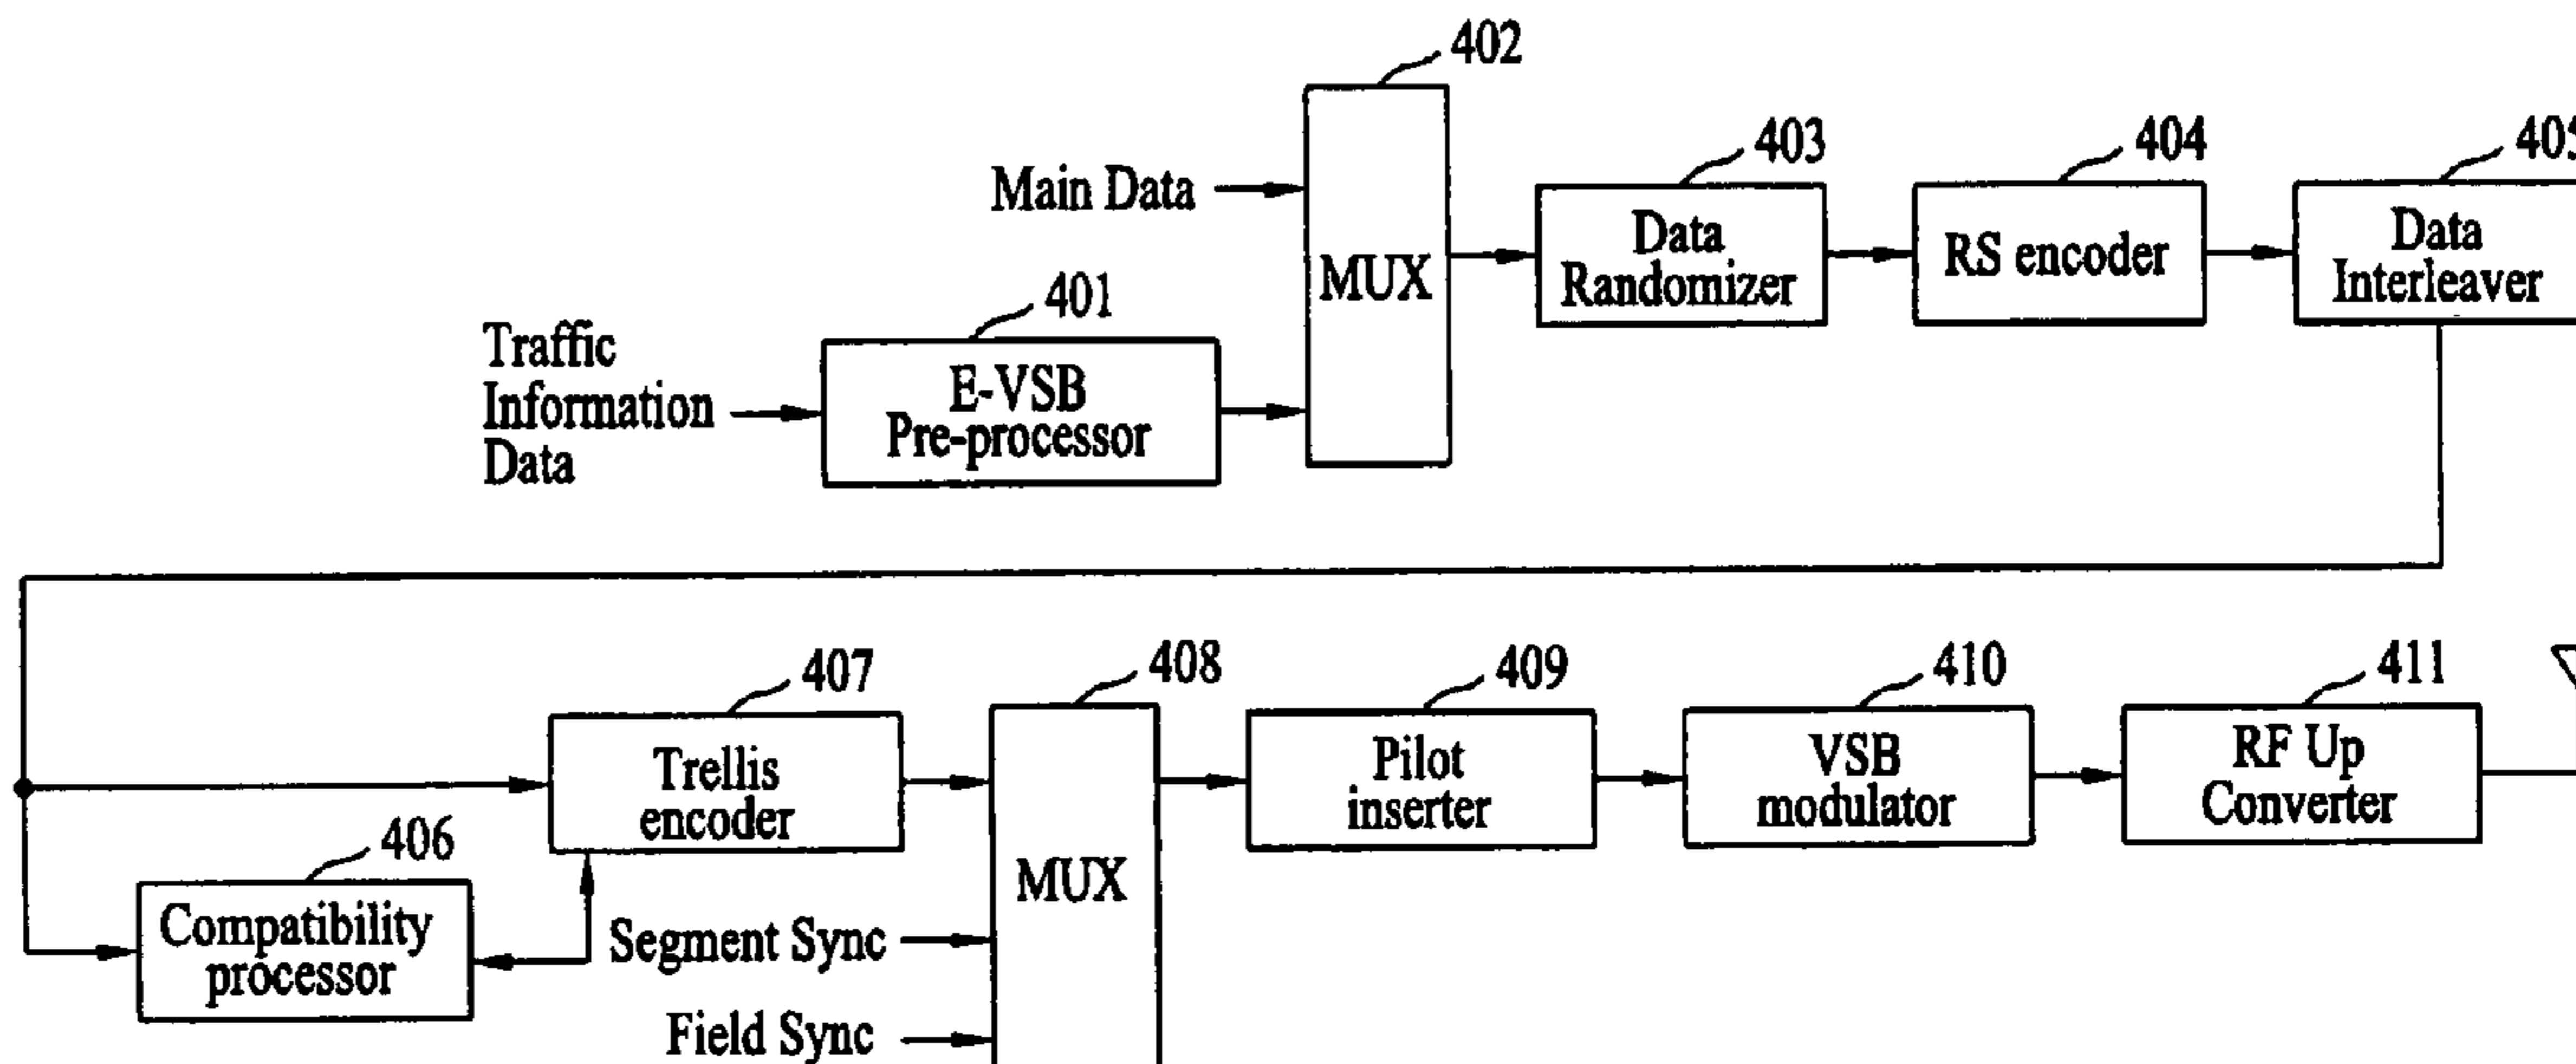 402
Main Data
MUX
403
Data
Randomizer
404
RS encoder
405
Data
Interleaver
401
Traffic
Information
Data
E-VSB
Pre-processor
407
Trellis
encoder
406
Compatibility
processor
408
MUX
Segment Sync
Field Sync
409
Pilot
inserter
410
VSB
modulator
411
RF Up
Converter